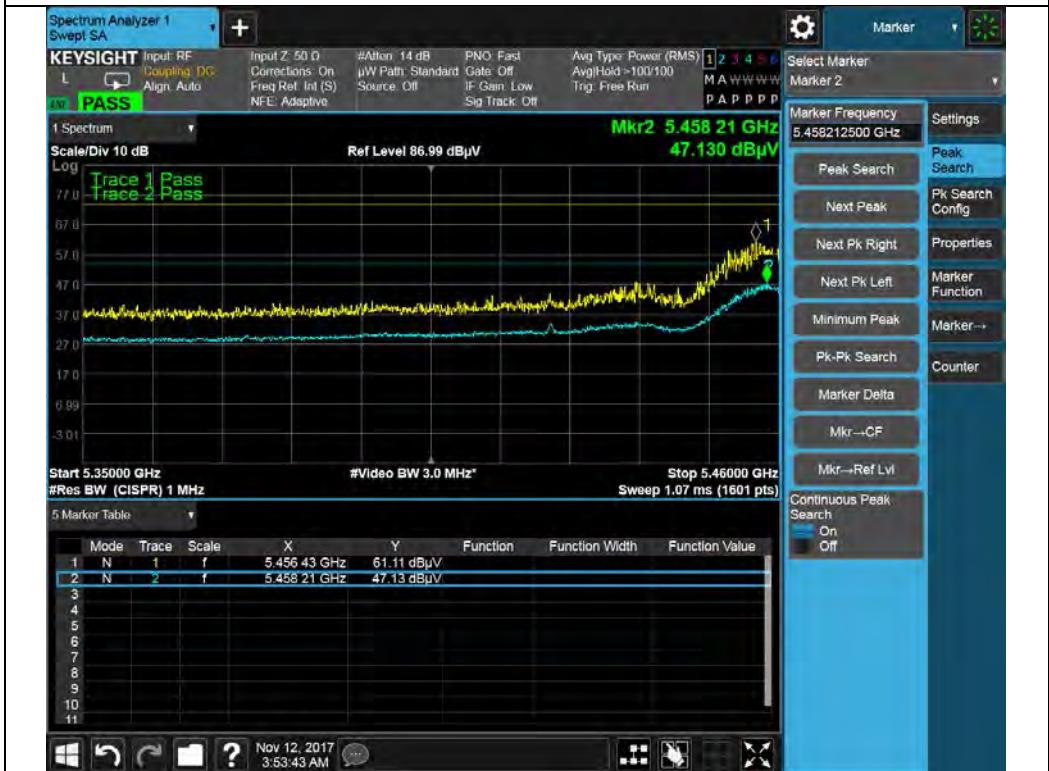 Spectrum Analyzer 1
Swept SA
+
Marker
KEYSIGHT Input: RF
L Coupling: DC
Align: Auto
PASS
Input Z: 50 Ω
Corrections: On
Freq Ref: Int (S)
NFE: Adaptive
#Atten: 14 dB
µW Path: Standard
Source: Off
PNO: Fast
Gate: Off
IF Gain: Low
Sig Track: Off
Avg Type: Power (RMS)
Avg|Hold:>100/100
Trig: Free Run
1 2 3 4 5 6
M A W W W W
P A P P P P
Select Marker
Marker 2
Marker Frequency
5.458212500 GHz
Settings
Peak Search
Peak Search
Next Peak
Pk Search Config
Next Pk Right
Properties
Next Pk Left
Marker Function
Minimum Peak
Marker→
Pk-Pk Search
Counter
Marker Delta
Mkr→CF
Mkr→Ref Lvl
Continuous Peak Search
On
Off
1 Spectrum
Mkr2 5.458 21 GHz
Scale/Div 10 dB
Ref Level 86.99 dBµV
47.130 dBµV
Log
Trace 1 Pass
Trace 2 Pass
77.0
67.0
1
57.0
2
47.0
37.0
27.0
17.0
6.99
-3.01
Start 5.35000 GHz
#Video BW 3.0 MHz*
Stop 5.46000 GHz
#Res BW (CISPR) 1 MHz
Sweep 1.07 ms (1601 pts)
5 Marker Table
Mode Trace Scale X Y Function Function Width Function Value
1 N 1 f 5.456 43 GHz 61.11 dBµV
2 N 2 f 5.458 21 GHz 47.13 dBµV
3
4
5
6
7
8
9
10
11
?
Nov 12, 2017
3:53:43 AM